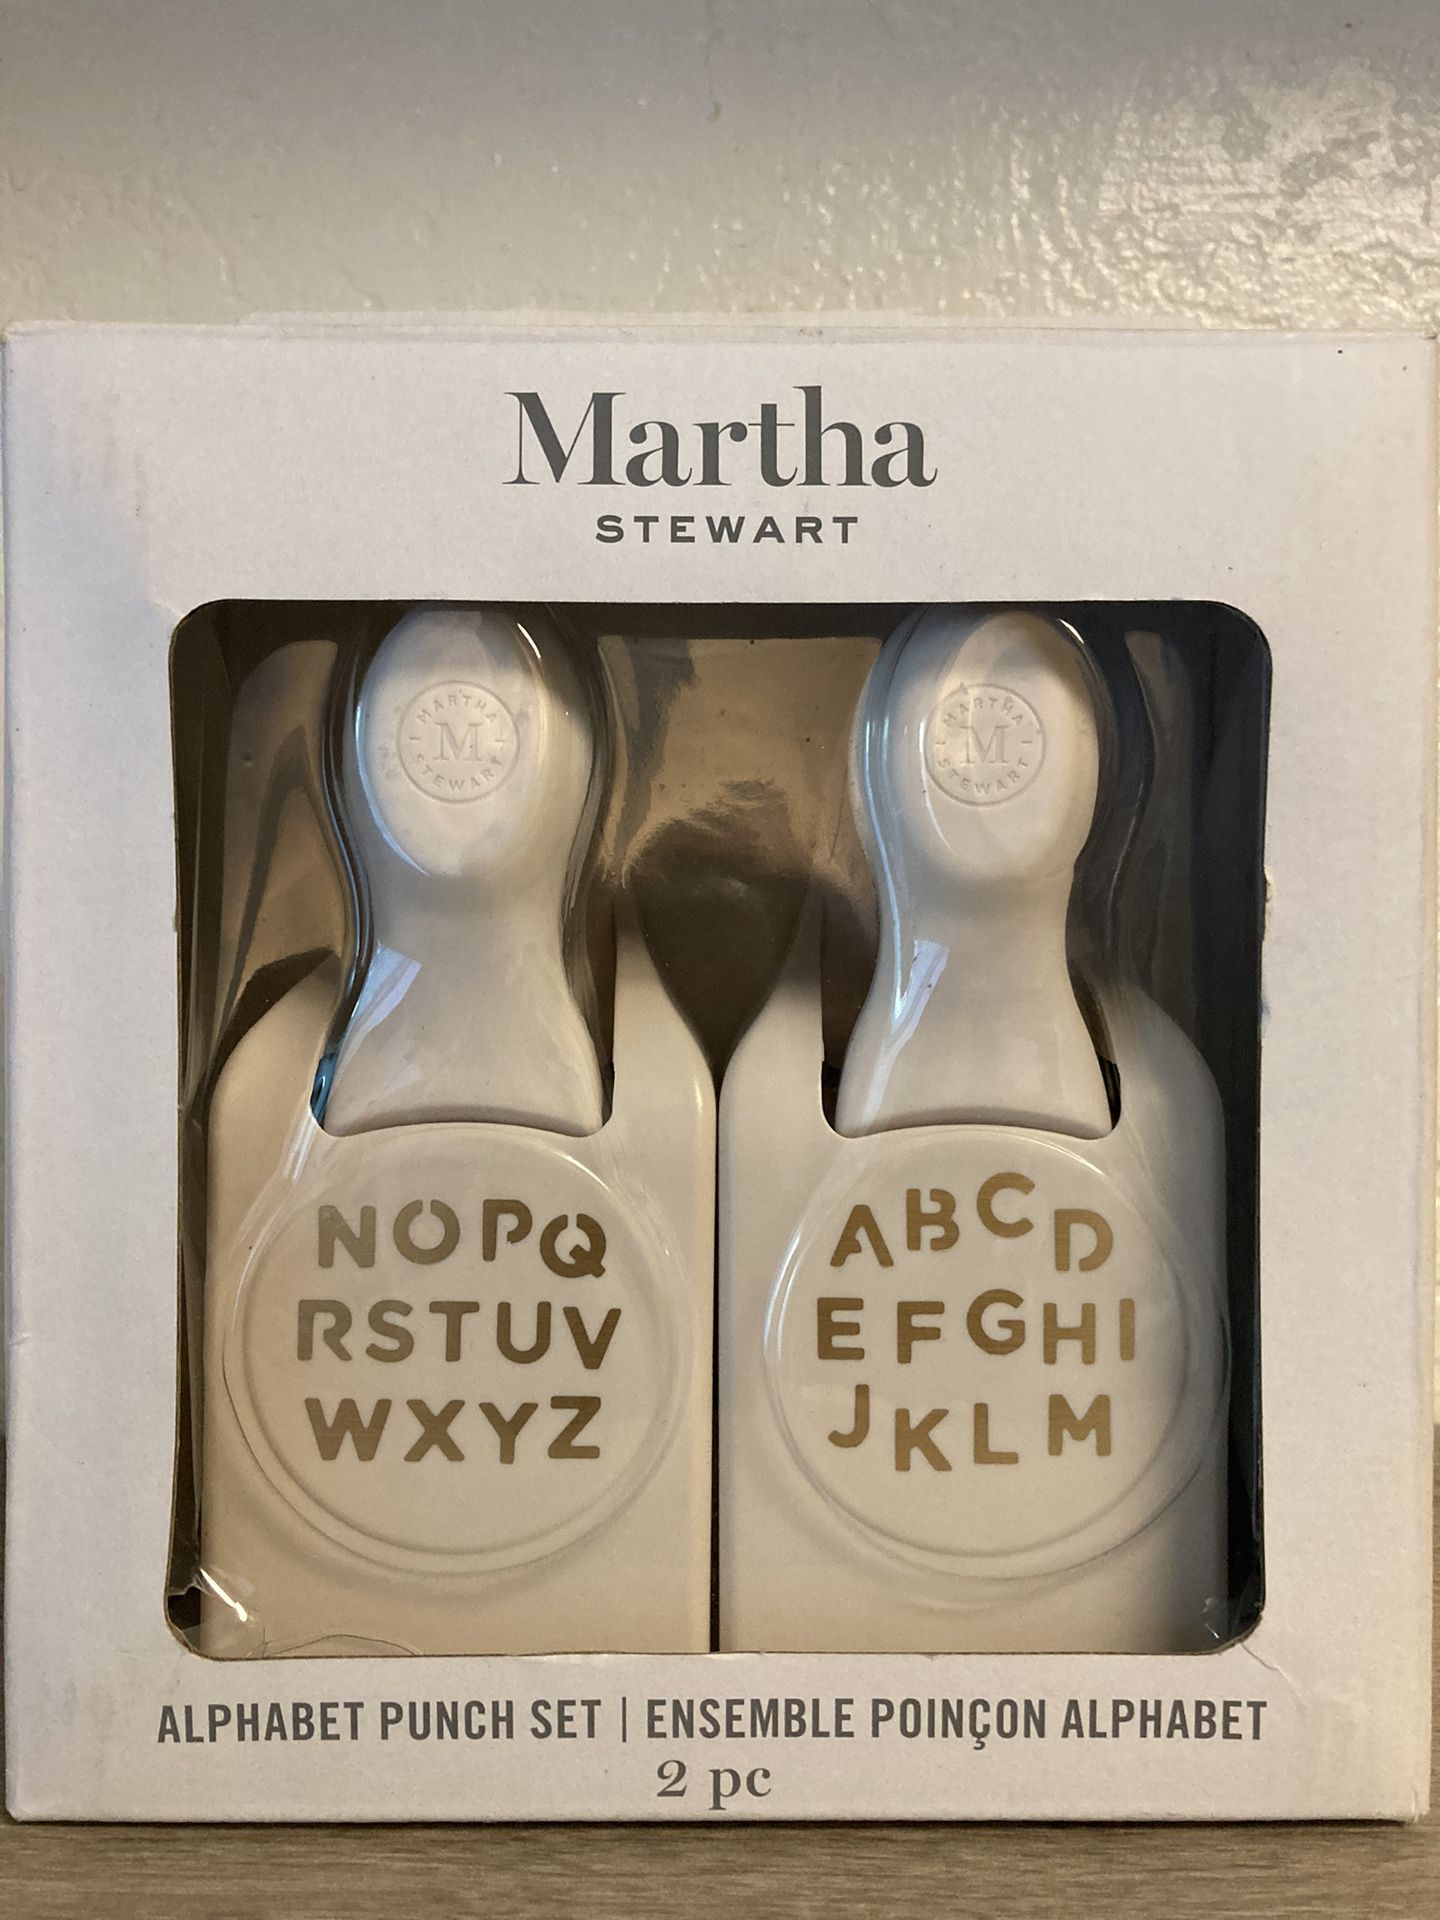 Martha
STEWART
MARTHA
M
STEWART
MARTHA
M
STEWART
NOPQ
RSTUV
WXYZ
ABCD
EFGHI
JKLM
ALPHABET PUNCH SET | ENSEMBLE POINÇON ALPHABET
2 pc